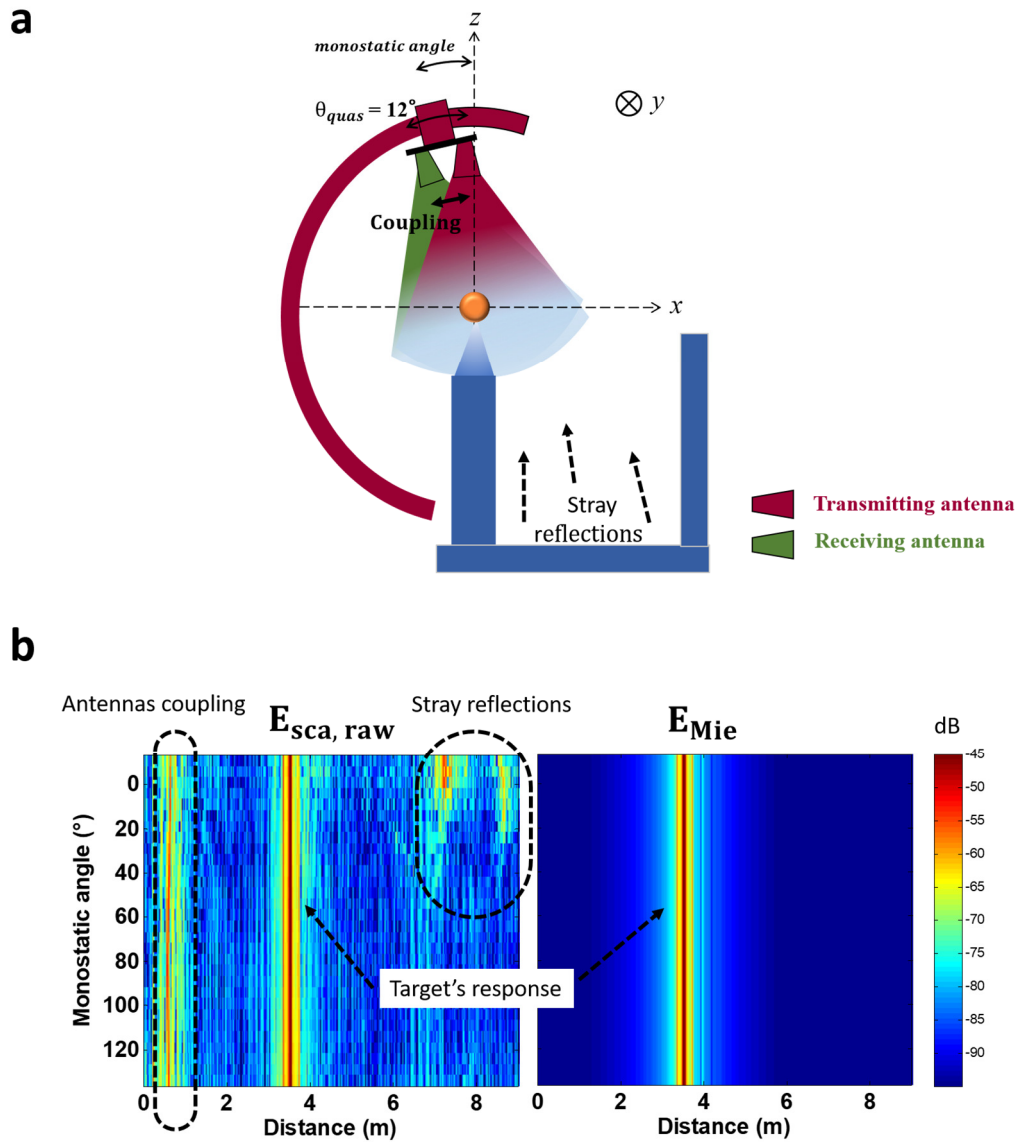 a
z
monostatic angle
θquas = 12°
y
Coupling
x
Stray
reflections
Transmitting antenna
Receiving antenna
b
Antennas coupling
Esca, raw
Stray reflections
EMie
dB
Monostatic angle (°)
0
20
40
60
80
100
120
Target's response
-45
-50
-55
-60
-65
-70
-75
-80
-85
-90
0 2 4 6 8
Distance (m)
0 2 4 6 8
Distance (m)